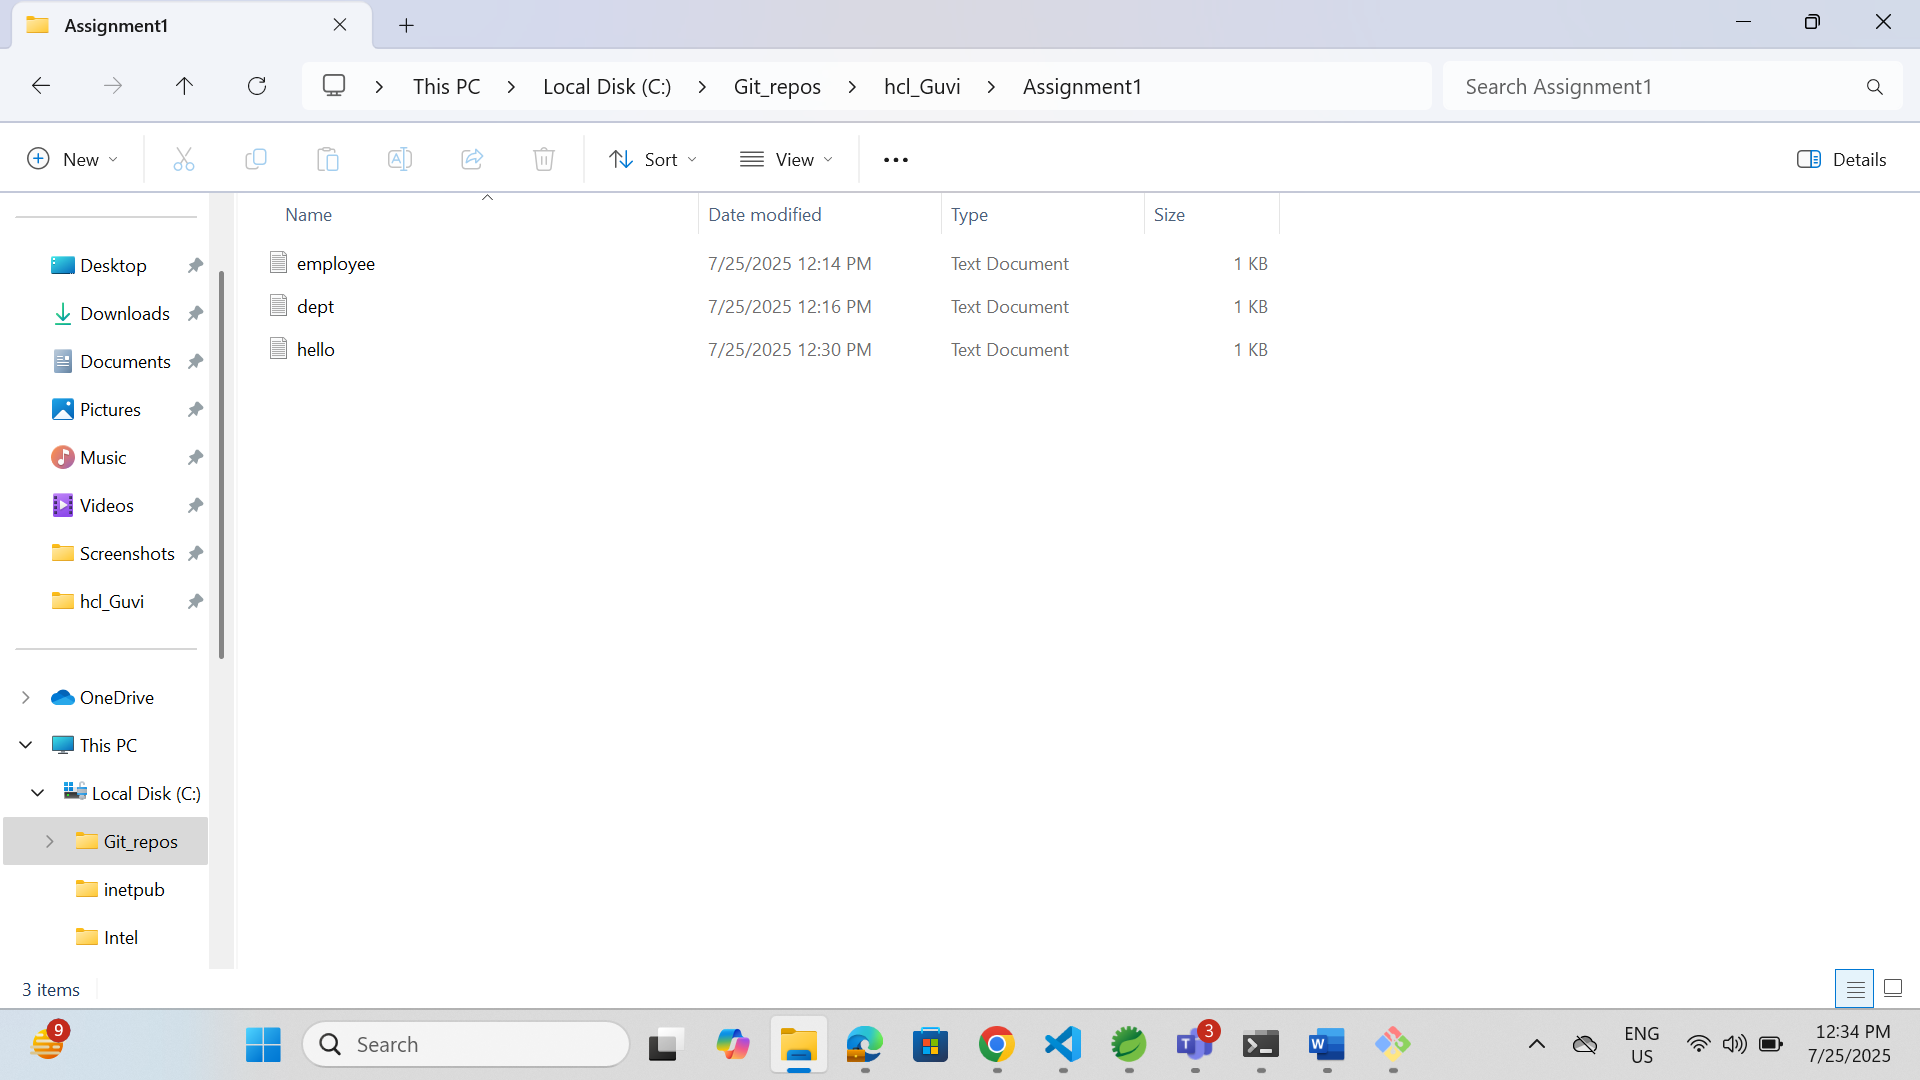 Assignment1
This PC > Local Disk (C:) > Git_repos > hcl_Guvi > Assignment1
Search Assignment1
New
Sort
View
Details
Name Date modified Type Size
employee 7/25/2025 12:14 PM Text Document 1 KB
dept 7/25/2025 12:16 PM Text Document 1 KB
hello 7/25/2025 12:30 PM Text Document 1 KB
Desktop
Downloads
Documents
Pictures
Music
Videos
Screenshots
hcl_Guvi
OneDrive
This PC
Local Disk (C:)
Git_repos
inetpub
Intel
3 items
9
Search
3
ENG
US
12:34 PM
7/25/2025